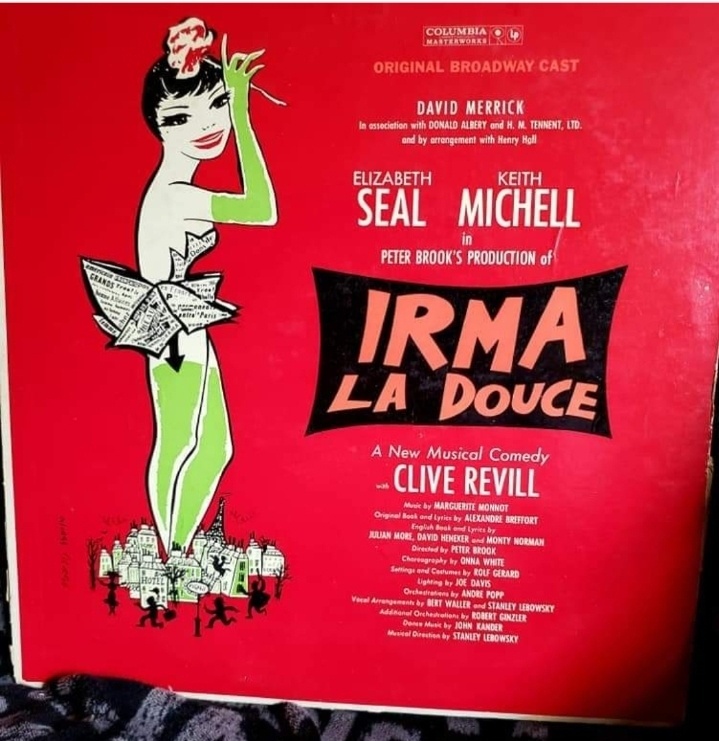 COLUMBIA
MASTERWORKS
LP
ORIGINAL BROADWAY CAST
DAVID MERRICK
In association with DONALD ALBERY and H. M. TENNENT, LTD.
and by arrangement with Henry Hall
ELIZABETH KEITH
SEAL MICHELL
in
PETER BROOK'S PRODUCTION of
IRMA
LA DOUCE
A New Musical Comedy
with CLIVE REVILL
Music by MARGUERITE MONNOT
Original Book and Lyrics by ALEXANDRE BREFFORT
English Book and Lyrics by
JULIAN MORE, DAVID HENEKER and MONTY NORMAN
Directed by PETER BROOK
Choreography by ONNA WHITE
Settings and Costumes by ROLF GERARD
Lighting by JOE DAVIS
Orchestrations by ANDRE POPP
Vocal Arrangements by BERT WALLER and STANLEY LEBOWSKY
Additional Orchestrations by ROBERT GINZLER
Dance Music by JOHN KANDER
Musical Direction by STANLEY LEBOWSKY
GRANDS
HOTEL